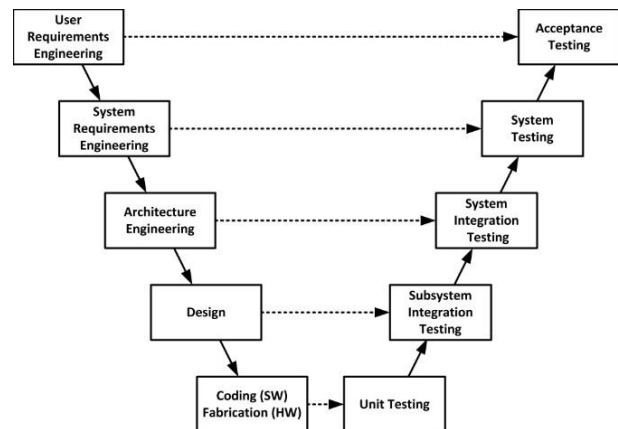 User
Requirements
Engineering
Acceptance
Testing
System
Requirements
Engineering
System
Testing
Architecture
Engineering
System
Integration
Testing
Design
Subsystem
Integration
Testing
Coding (SW)
Fabrication (HW)
Unit Testing